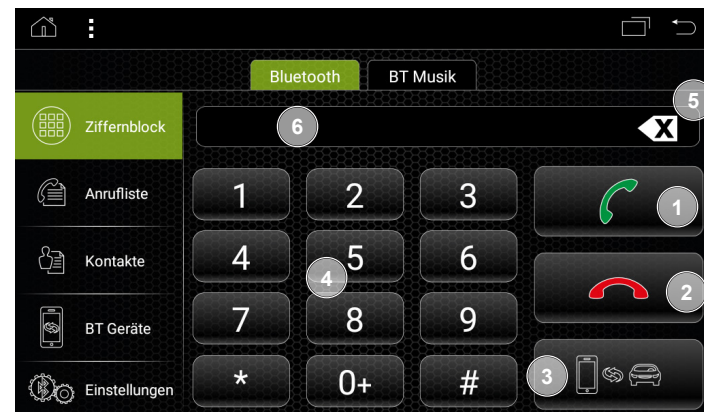 Bluetooth BT Musik
5
Ziffernblock 6 X
Anrufliste 1 2 3 1
Kontakte 4 5 6 2
4
BT Geräte 7 8 9
Einstellungen * 0+ # 3